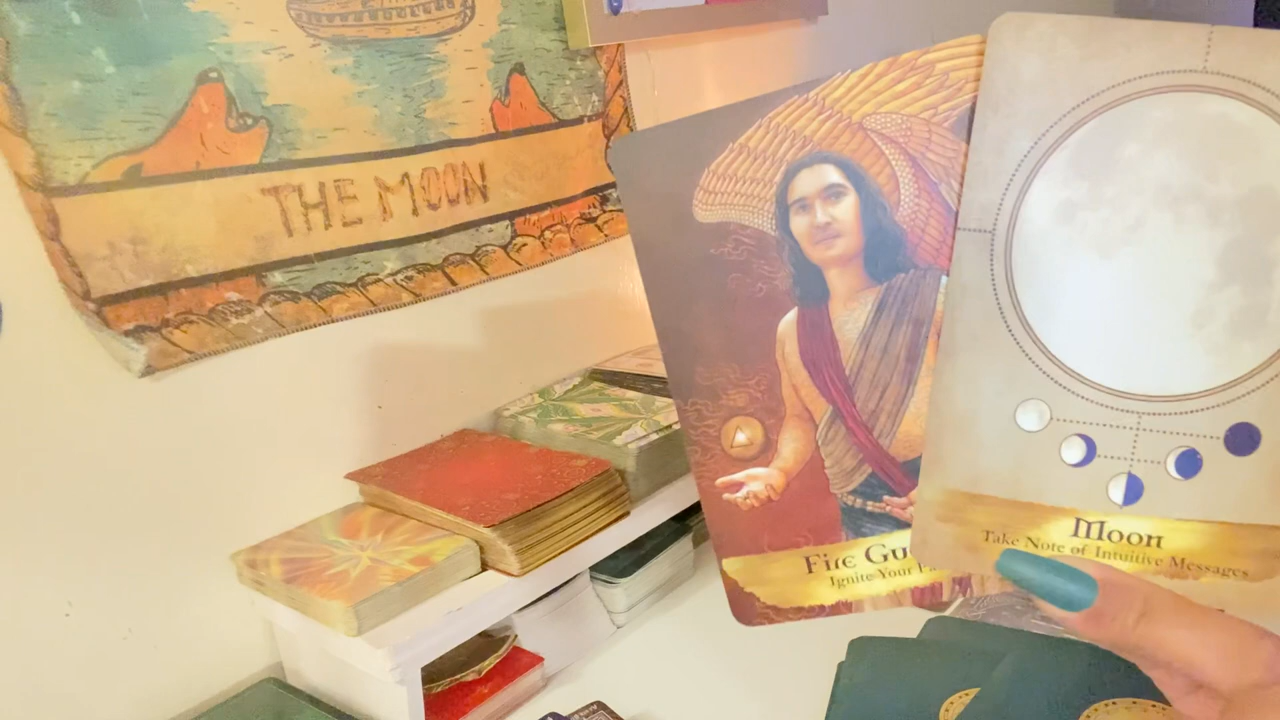 THE MOON
Fire Gu
Ignite Your
Moon
Take Note of Intuitive Messages